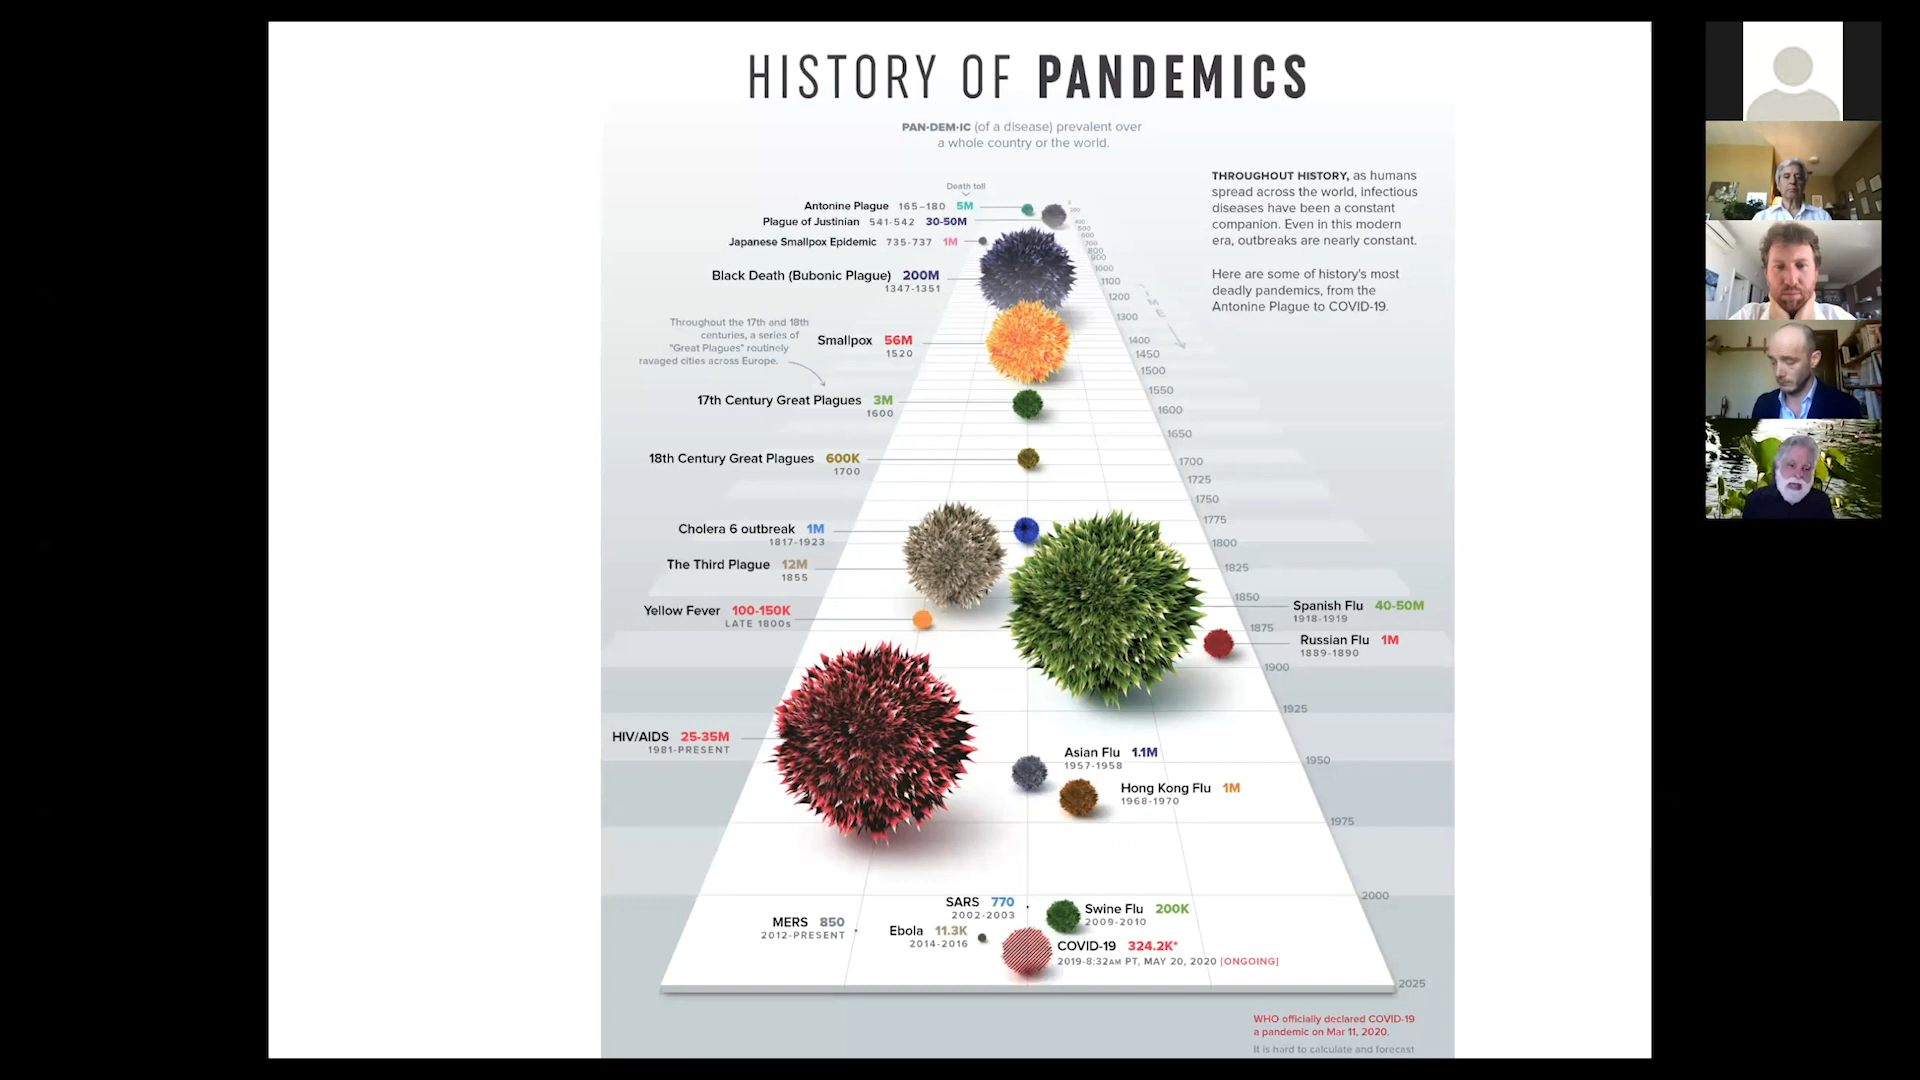 HISTORY OF PANDEMICS
PAN·DEM·IC (of a disease) prevalent over
a whole country or the world.
THROUGHOUT HISTORY, as humans
spread across the world, infectious
diseases have been a constant
companion. Even in this modern
era, outbreaks are nearly constant.
Here are some of history's most
deadly pandemics, from the
Antonine Plague to COVID-19.
Death toll
Antonine Plague 165-180 5M
Plague of Justinian 541-542 30-50M
Japanese Smallpox Epidemic 735-737 1M
Black Death (Bubonic Plague) 200M
1347-1351
Throughout the 17th and 18th
centuries, a series of
"Great Plagues" routinely
ravaged cities across Europe.
Smallpox 56M
1520
17th Century Great Plagues 3M
1600
18th Century Great Plagues 600K
1700
Cholera 6 outbreak 1M
1817-1923
The Third Plague 12M
1855
Yellow Fever 100-150K
LATE 1800s
Spanish Flu 40-50M
1918-1919
Russian Flu 1M
1889-1890
HIV/AIDS 25-35M
1981-PRESENT
Asian Flu 1.1M
1957-1958
Hong Kong Flu 1M
1968-1970
SARS 770
2002-2003
Swine Flu 200K
2009-2010
MERS 850
2012-PRESENT
Ebola 11.3K
2014-2016
COVID-19 324.2K*
2019-8:32AM PT, MAY 20, 2020 [ONGOING]
200
400
500
600
700
800
900
1000
1100
1200
1300
1400
1450
1500
1550
1600
1650
1700
1725
1750
1775
1800
1825
1850
1875
1900
1925
1950
1975
2000
2025
WHO officially declared COVID-19
a pandemic on Mar 11, 2020.
It is hard to calculate and forecast